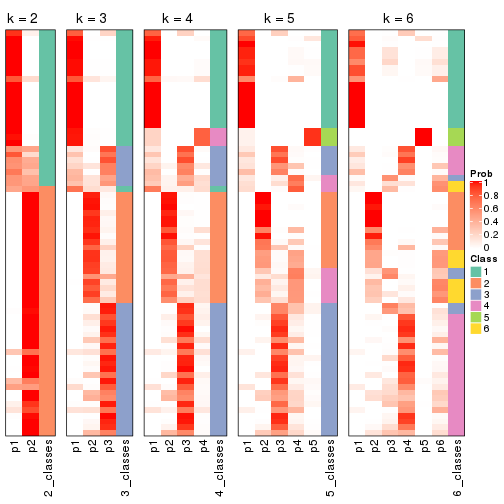 k = 2
k = 3
k = 4
k = 5
k = 6
Prob
1
0.8
0.6
0.4
0.2
0
Class
1
2
3
4
5
6
p1
p2
2_classes
p1
p2
p3
3_classes
p1
p2
p3
p4
4_classes
p1
p2
p3
p4
p5
5_classes
p1
p2
p3
p4
p5
p6
6_classes